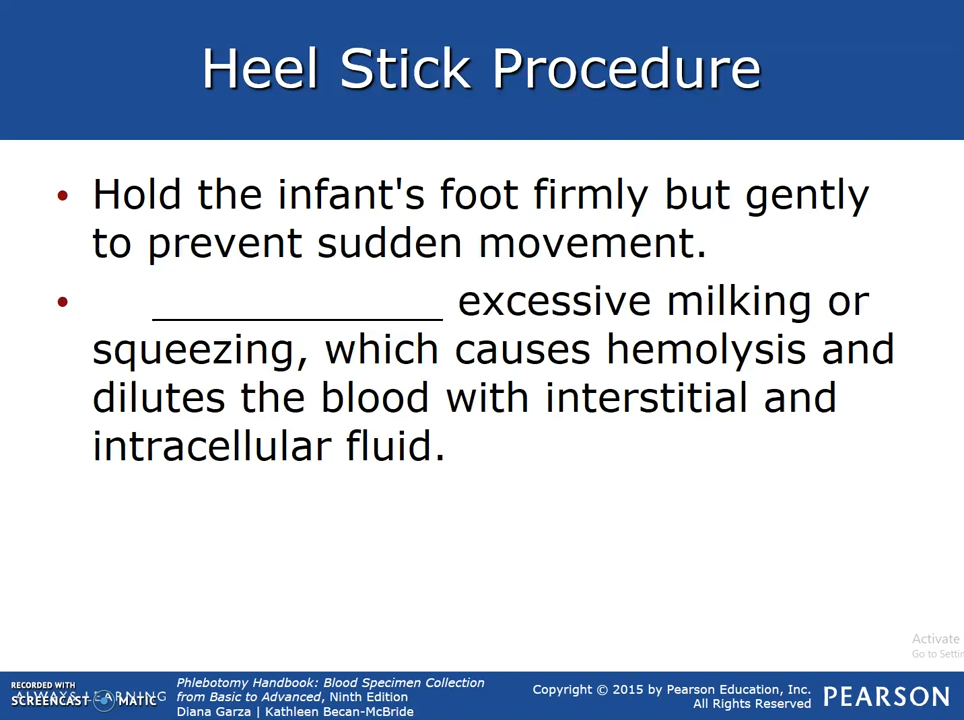 Heel Stick Procedure
• Hold the infant's foot firmly but gently
to prevent sudden movement.
• ______________ excessive milking or
squeezing, which causes hemolysis and
dilutes the blood with interstitial and
intracellular fluid.
Activate
Go to Settin
RECORDED WITH
ALWAYS LEARNING
SCREENCAST MATIC
Phlebotomy Handbook: Blood Specimen Collection
from Basic to Advanced, Ninth Edition
Diana Garza | Kathleen Becan-McBride
Copyright © 2015 by Pearson Education, Inc.
All Rights Reserved
PEARSON